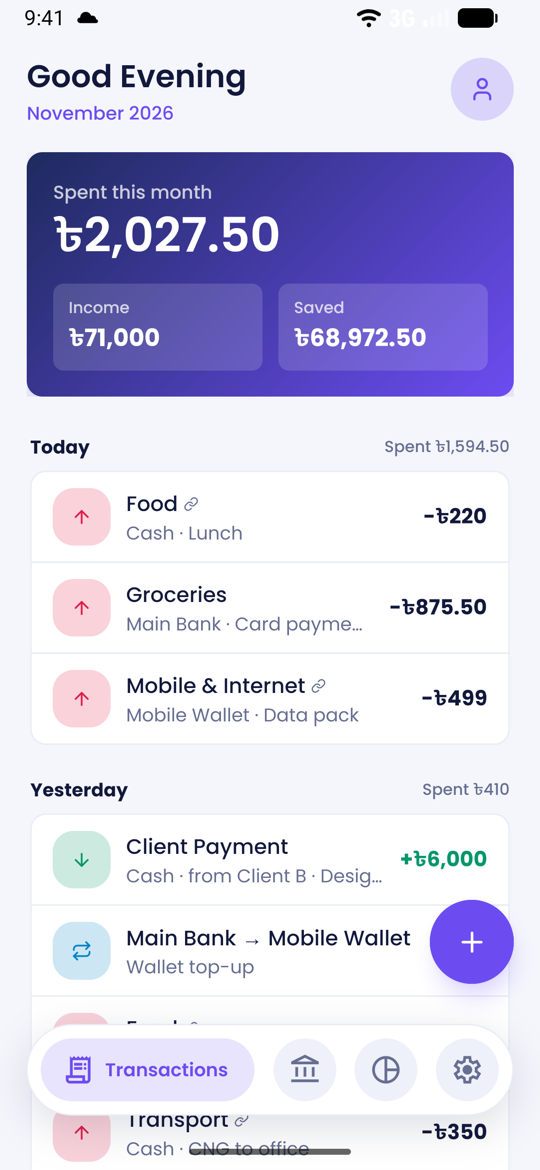 9:41
3G
Good Evening
November 2026
Spent this month
৳2,027.50
Income
৳71,000
Saved
৳68,972.50
Today
Spent ৳1,594.50
Food
-৳220
Cash · Lunch
Groceries
-৳875.50
Main Bank · Card payme...
Mobile & Internet
-৳499
Mobile Wallet · Data pack
Yesterday
Spent ৳410
Client Payment
+৳6,000
Cash · from Client B · Desig...
Main Bank → Mobile Wallet
Wallet top-up
Transactions
Transport
-৳350
Cash · CNG to office